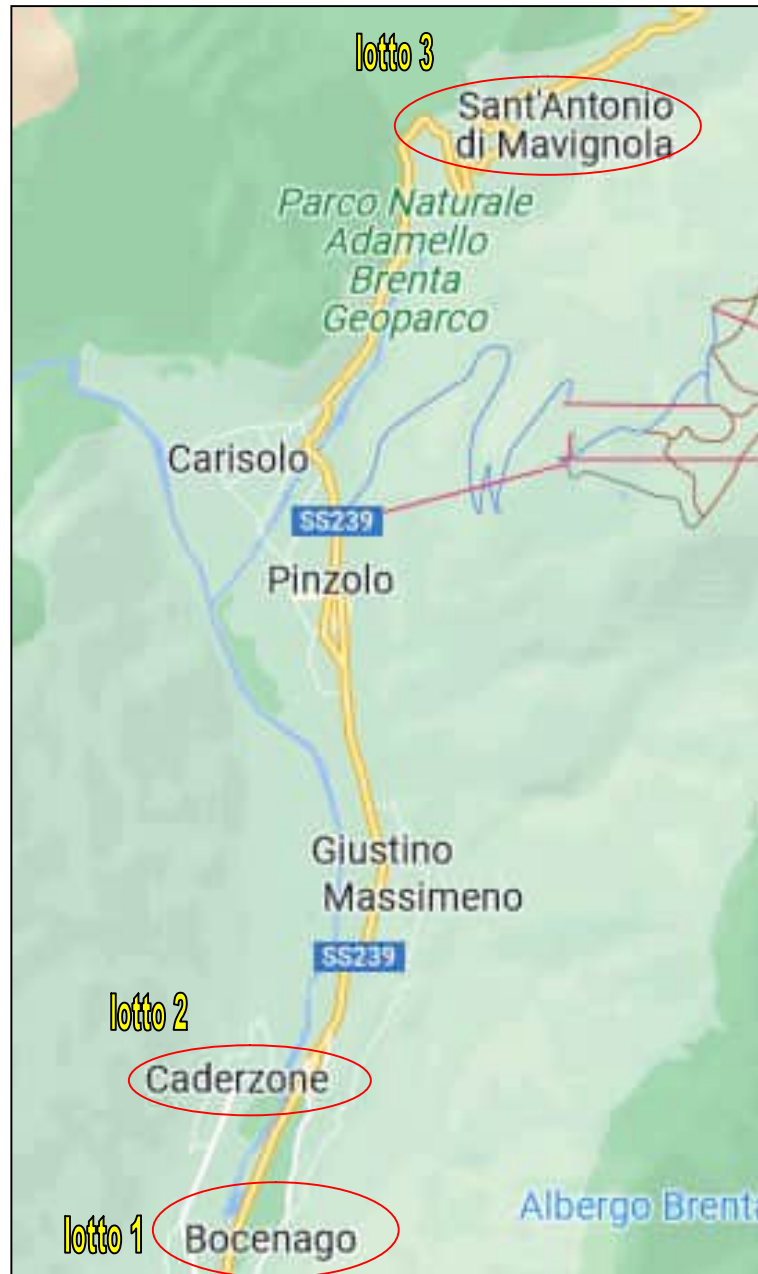 lotto 3
Sant'Antonio
di Mavignola
Parco Naturale
Adamello
Brenta
Geoparco
Carisolo
SS239
Pinzolo
Giustino
Massimeno
SS239
lotto 2
Caderzone
Albergo Brenta
lotto 1
Bocenago